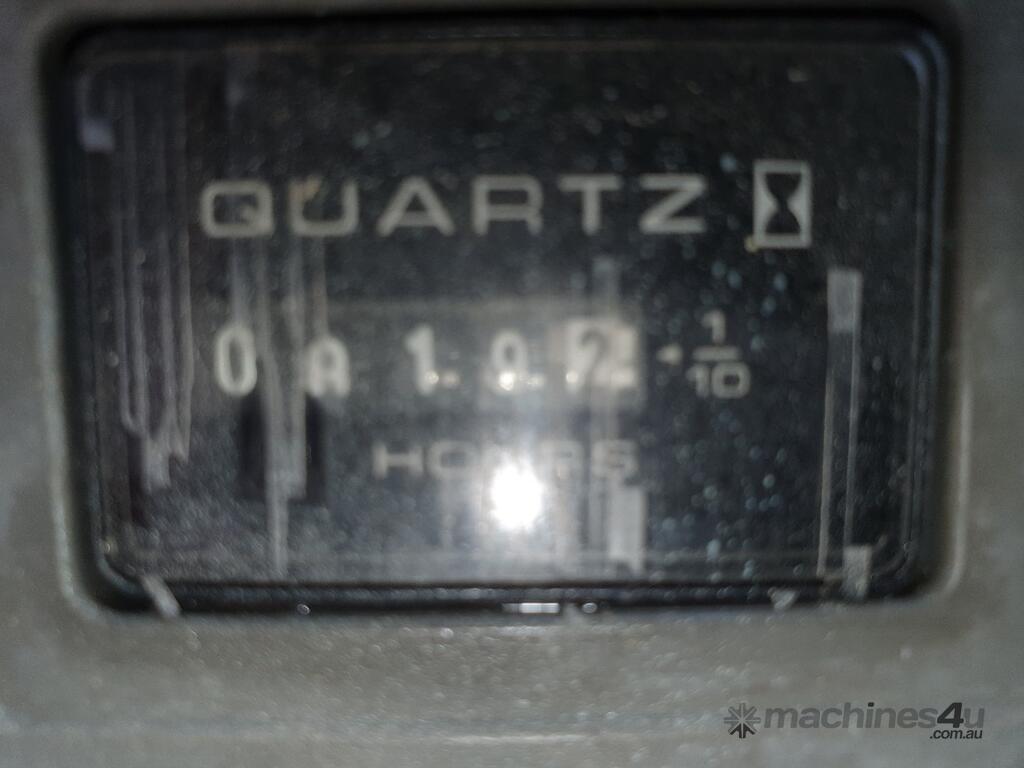 QUARTZ
1
10
HOURS
machines4u
.com.au